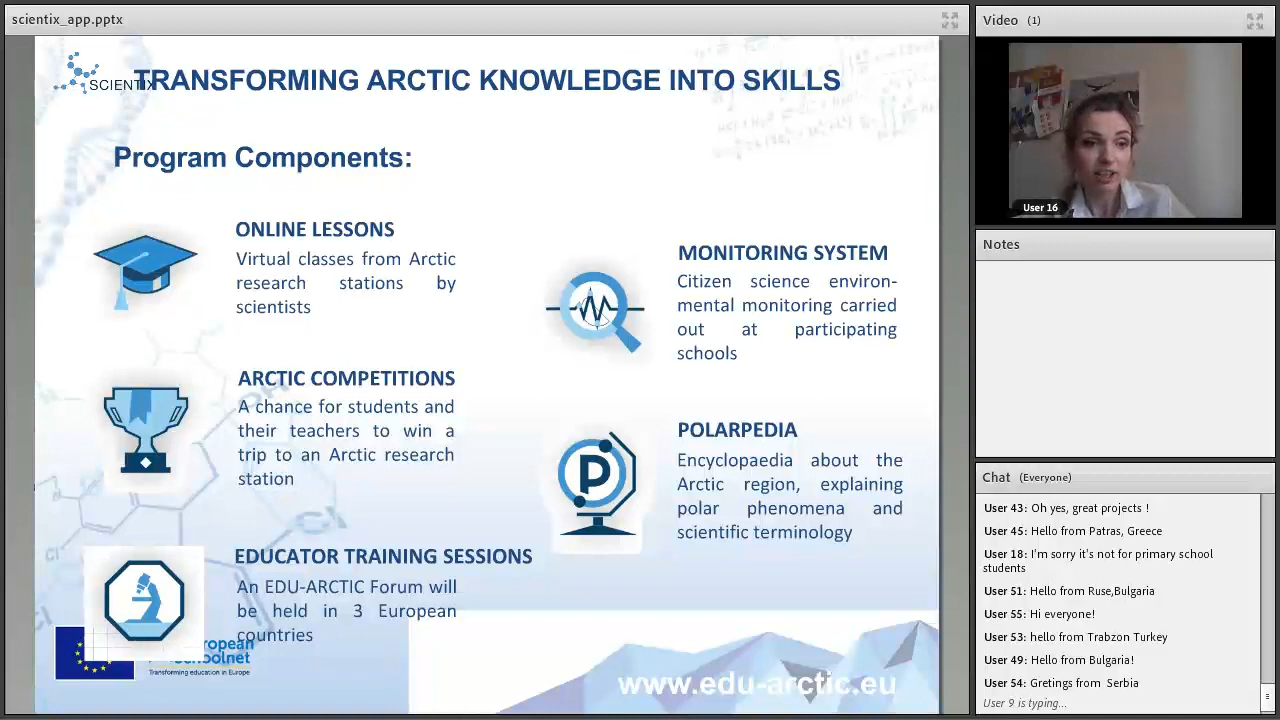 scientix_app.pptx
SCIENTIX
TRANSFORMING ARCTIC KNOWLEDGE INTO SKILLS
Program Components:
ONLINE LESSONS
Virtual classes from Arctic
research stations by
scientists
ARCTIC COMPETITIONS
A chance for students and
their teachers to win a
trip to an Arctic research
station
EDUCATOR TRAINING SESSIONS
An EDU-ARCTIC Forum will
be held in 3 European
countries
MONITORING SYSTEM
Citizen science environ-
mental monitoring carried
out at participating
schools
P
POLARPEDIA
Encyclopaedia about the
Arctic region, explaining
polar phenomena and
scientific terminology
Schoolnet
Transforming education in Europe
www.edu-arctic.eu
Video (1)
User 16
Notes
Chat (Everyone)
User 43: Oh yes, great projects !
User 45: Hello from Patras, Greece
User 18: I'm sorry it's not for primary school
students
User 51: Hello from Ruse,Bulgaria
User 55: Hi everyone!
User 53: hello from Trabzon Turkey
User 49: Hello from Bulgaria!
User 54: Gretings from Serbia
User 9 is typing...